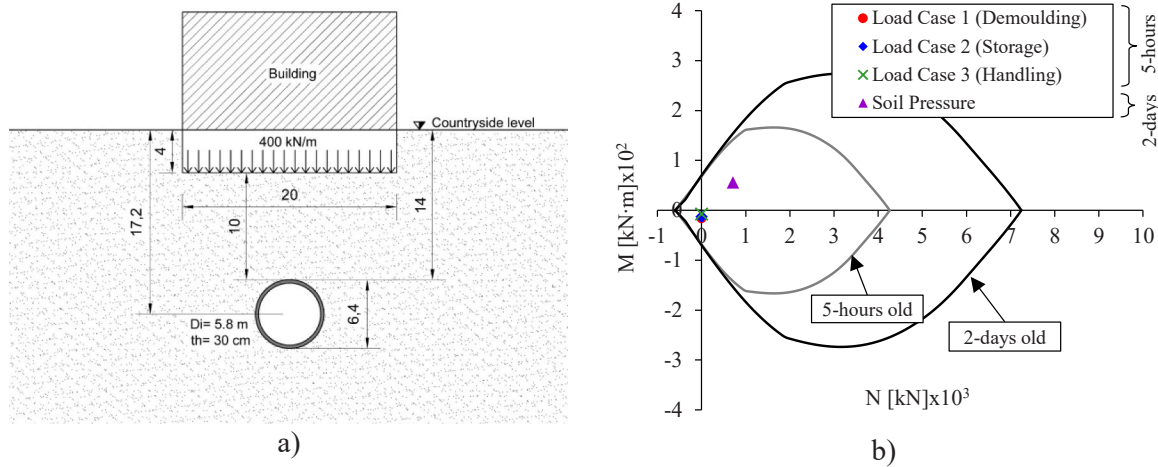 Building
Countryside level
400 kN/m
4
20
17,2
10
14
6,4
Di= 5.8 m
th= 30 cm
a)
Load Case 1 (Demoulding)
Load Case 2 (Storage)
Load Case 3 (Handling)
Soil Pressure
5-hours
2-days
M [kN·m]x10²
4
3
2
1
0
-1
-2
-3
-4
-1 0 1 2 3 4 5 6 7 8 9 10
5-hours old
2-days old
N [kN]x10³
b)